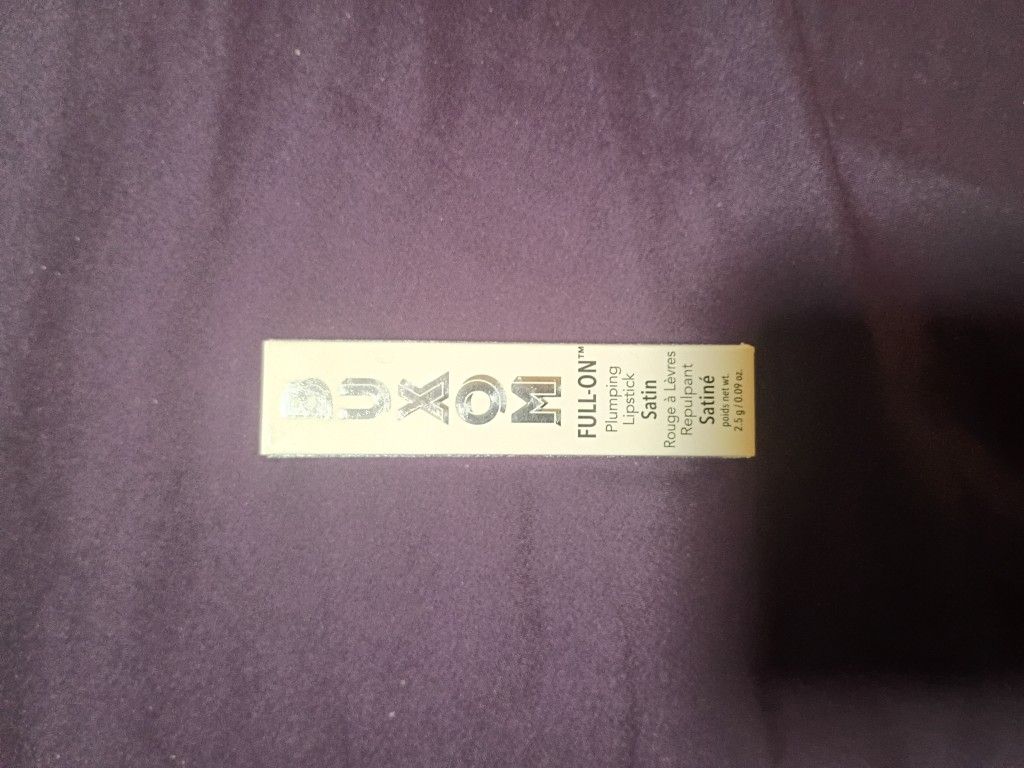 BUXOM
FULL-ON™
Plumping
Lipstick
Satin
Rouge à Lèvres
Repulpant
Satiné
poids net wt.
2.5 g / 0.09 oz.